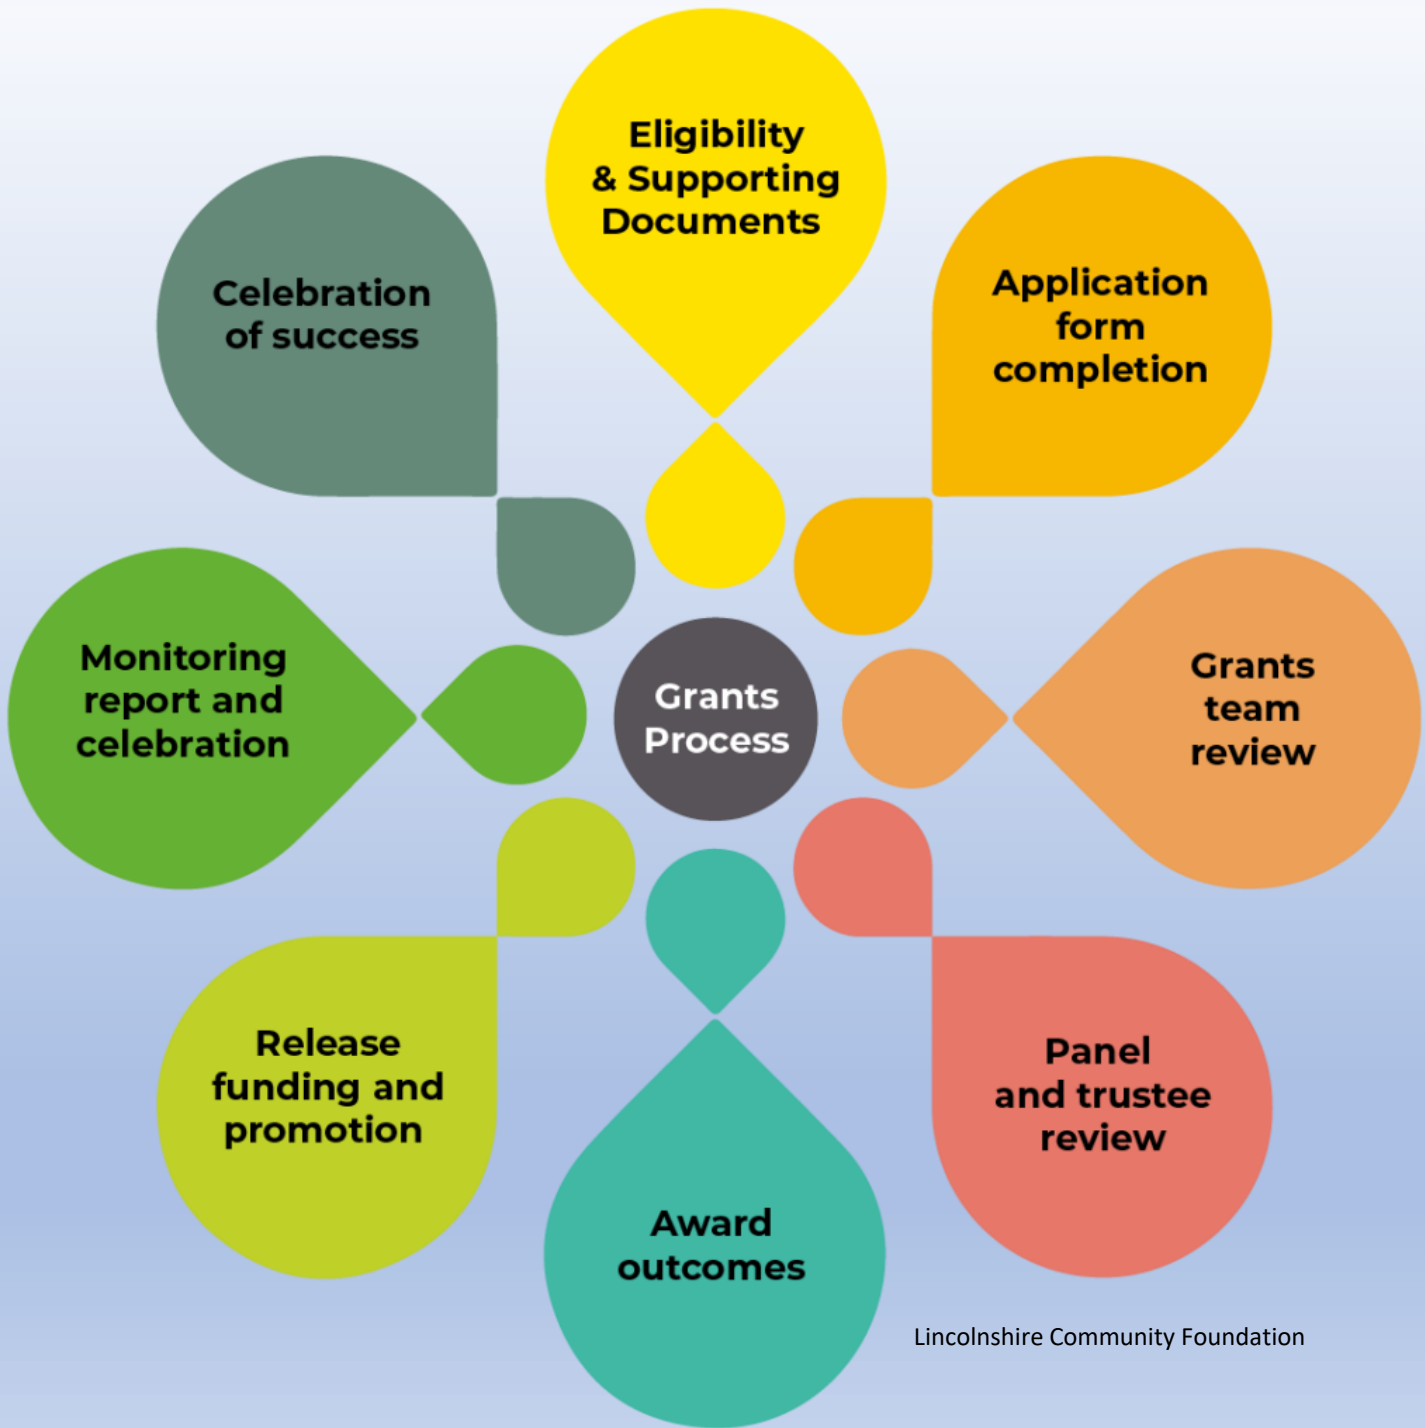 Eligibility
& Supporting
Documents
Application
form
completion
Grants
team
review
Panel
and trustee
review
Award
outcomes
Release
funding and
promotion
Monitoring
report and
celebration
Celebration
of success
Grants
Process
Lincolnshire Community Foundation